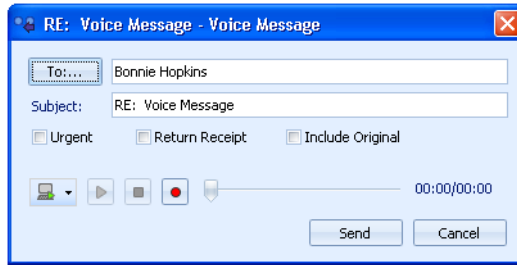 RE:  Voice Message - Voice Message
To:... Bonnie Hopkins
Subject: RE:  Voice Message
Urgent Return Receipt Include Original
00:00/00:00
Send Cancel